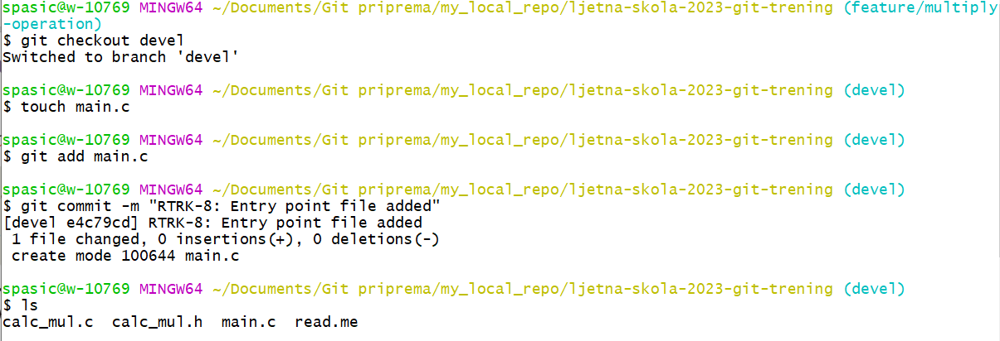 spasic@w-10769 MINGW64 ~/Documents/Git priprema/my_local_repo/ljetna-skola-2023-git-trening (feature/multiply
-operation)
$ git checkout devel
Switched to branch 'devel'
spasic@w-10769 MINGW64 ~/Documents/Git priprema/my_local_repo/ljetna-skola-2023-git-trening (devel)
$ touch main.c
spasic@w-10769 MINGW64 ~/Documents/Git priprema/my_local_repo/ljetna-skola-2023-git-trening (devel)
$ git add main.c
spasic@w-10769 MINGW64 ~/Documents/Git priprema/my_local_repo/ljetna-skola-2023-git-trening (devel)
$ git commit -m "RTRK-8: Entry point file added"
[devel e4c79cd] RTRK-8: Entry point file added
 1 file changed, 0 insertions(+), 0 deletions(-)
 create mode 100644 main.c
spasic@w-10769 MINGW64 ~/Documents/Git priprema/my_local_repo/ljetna-skola-2023-git-trening (devel)
$ ls
calc_mul.c  calc_mul.h  main.c  read.me